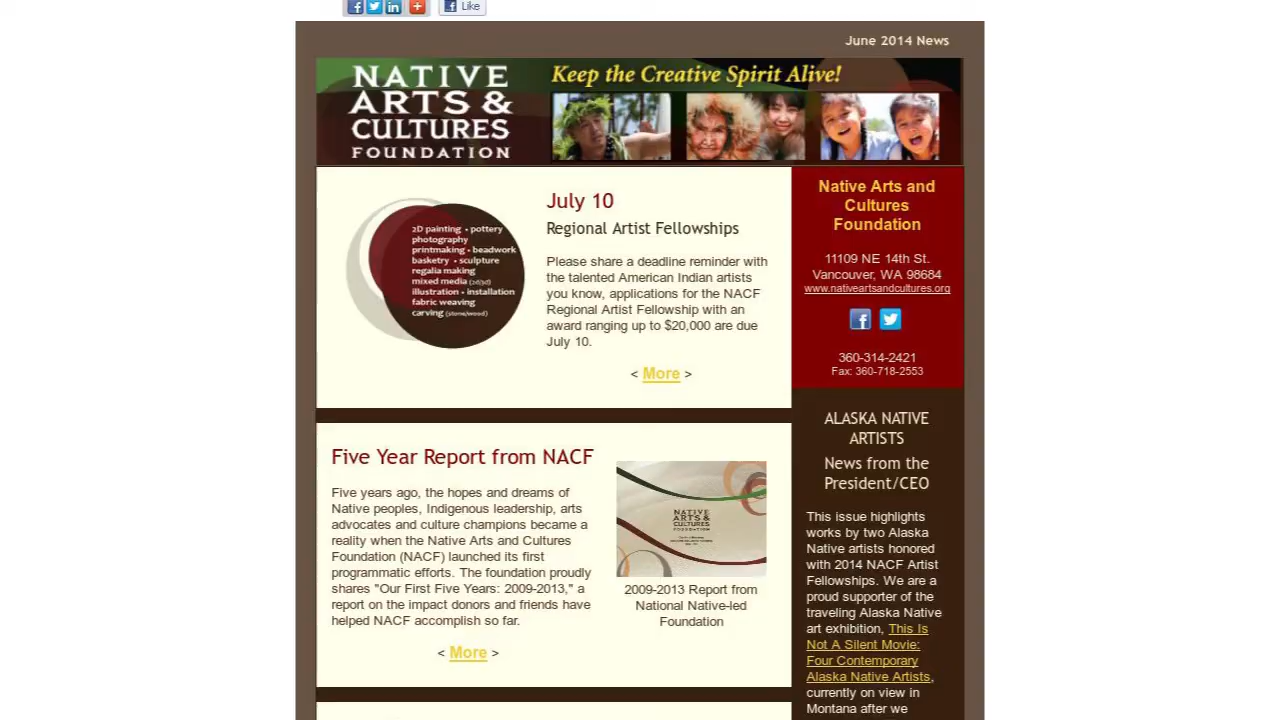 Like
June 2014 News
NATIVE
ARTS &
CULTURES
FOUNDATION
Keep the Creative Spirit Alive!
2D painting • pottery
photography
printmaking • beadwork
basketry • sculpture
regalia making
mixed media (2d/3d)
illustration • installation
fabric weaving
carving (stone/wood)
July 10
Regional Artist Fellowships
Please share a deadline reminder with
the talented American Indian artists
you know, applications for the NACF
Regional Artist Fellowship with an
award ranging up to $20,000 are due
July 10.
< More >
Five Year Report from NACF
Five years ago, the hopes and dreams of
Native peoples, Indigenous leadership, arts
advocates and culture champions became a
reality when the Native Arts and Cultures
Foundation (NACF) launched its first
programmatic efforts. The foundation proudly
shares "Our First Five Years: 2009-2013," a
report on the impact donors and friends have
helped NACF accomplish so far.
< More >
NATIVE
ARTS &
CULTURES
FOUNDATION
2009-2013 Report from
National Native-led
Foundation
Native Arts and
Cultures
Foundation
11109 NE 14th St.
Vancouver, WA 98684
www.nativeartsandcultures.org
360-314-2421
Fax: 360-718-2553
ALASKA NATIVE
ARTISTS
News from the
President/CEO
This issue highlights
works by two Alaska
Native artists honored
with 2014 NACF Artist
Fellowships. We are a
proud supporter of the
traveling Alaska Native
art exhibition, This Is
Not A Silent Movie:
Four Contemporary
Alaska Native Artists,
currently on view in
Montana after we